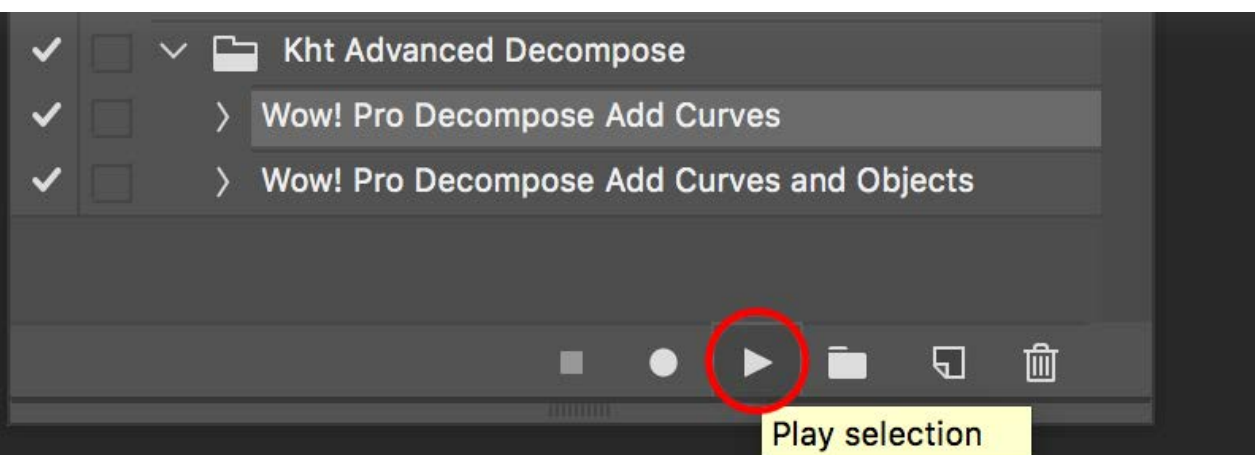 Kht Advanced Decompose
Wow! Pro Decompose Add Curves
Wow! Pro Decompose Add Curves and Objects
Play selection